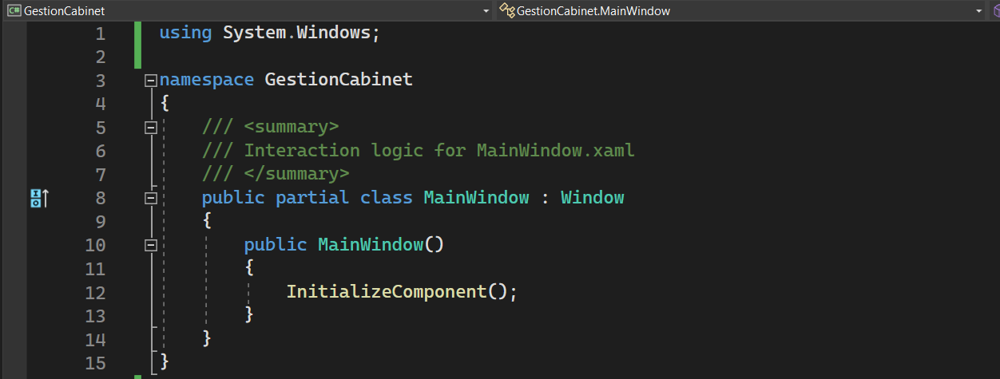 C# GestionCabinet GestionCabinet.MainWindow
1 using System.Windows;
2
3 namespace GestionCabinet
4 {
5 /// <summary>
6 /// Interaction logic for MainWindow.xaml
7 /// </summary>
8 public partial class MainWindow : Window
9 {
10 public MainWindow()
11 {
12 InitializeComponent();
13 }
14 }
15 }